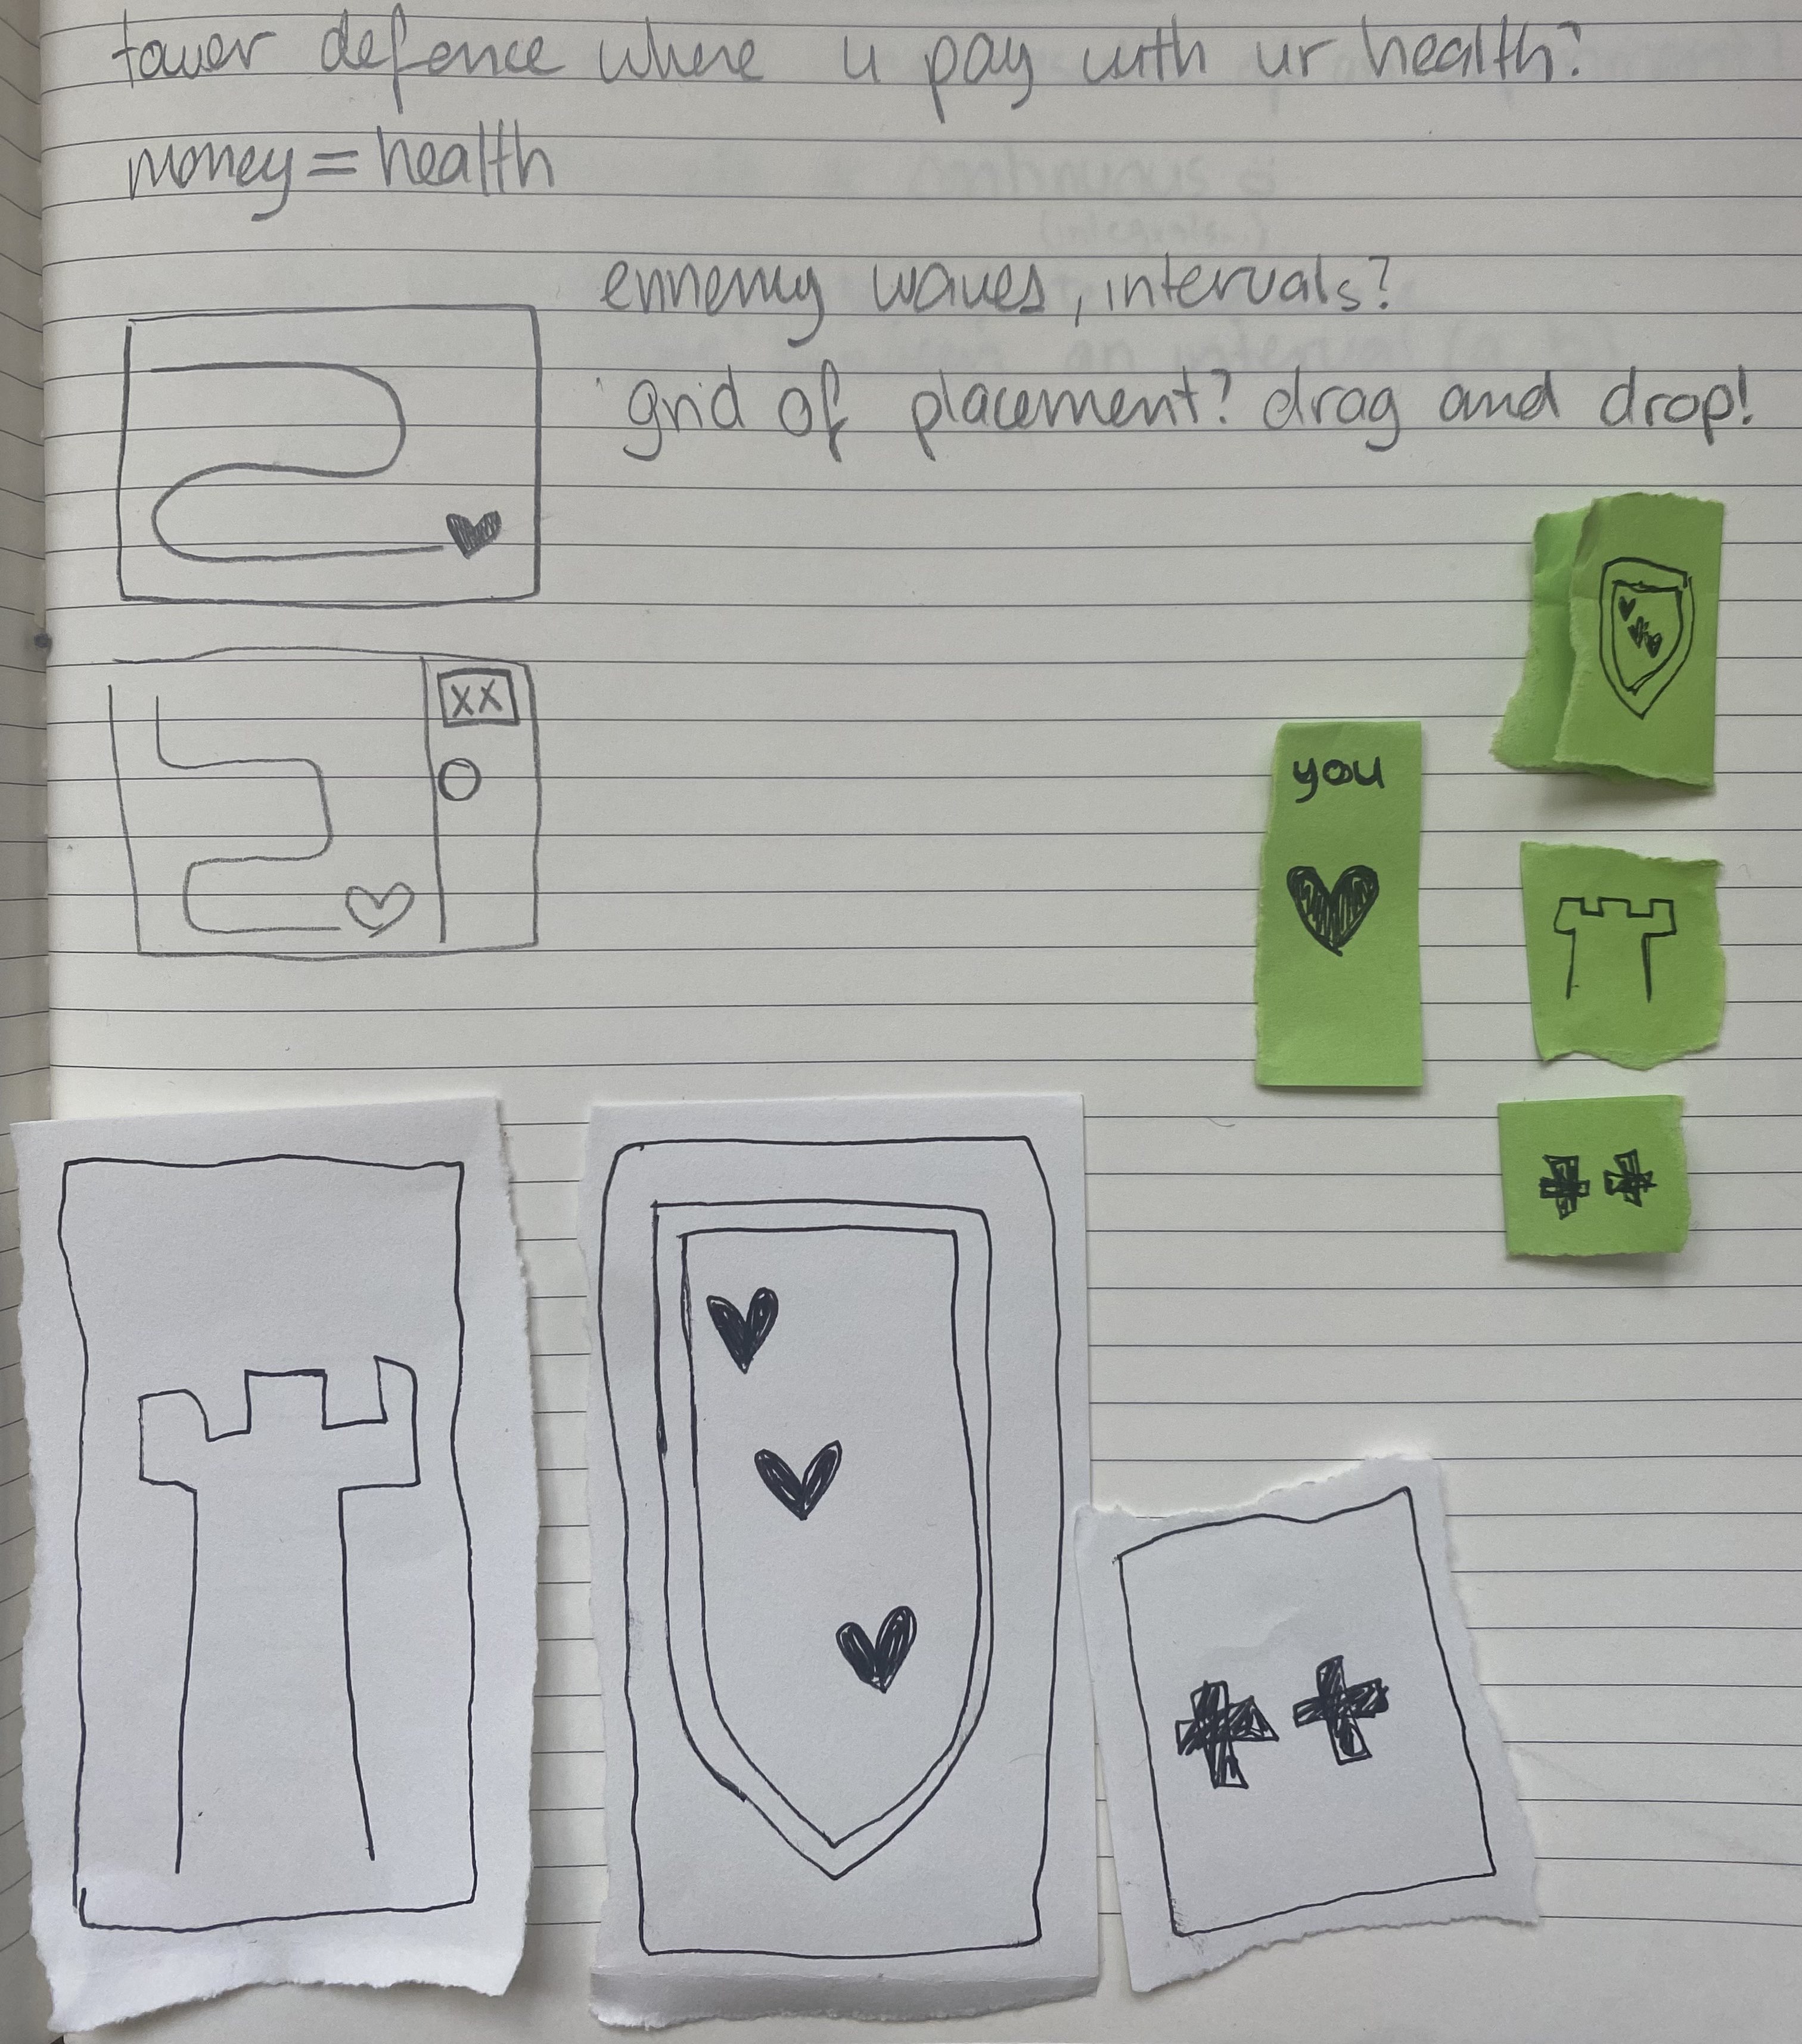 tower defence where u pay with ur health?
money = health
ennemy waves, intervals?
grid of placement? drag and drop!
XX
you